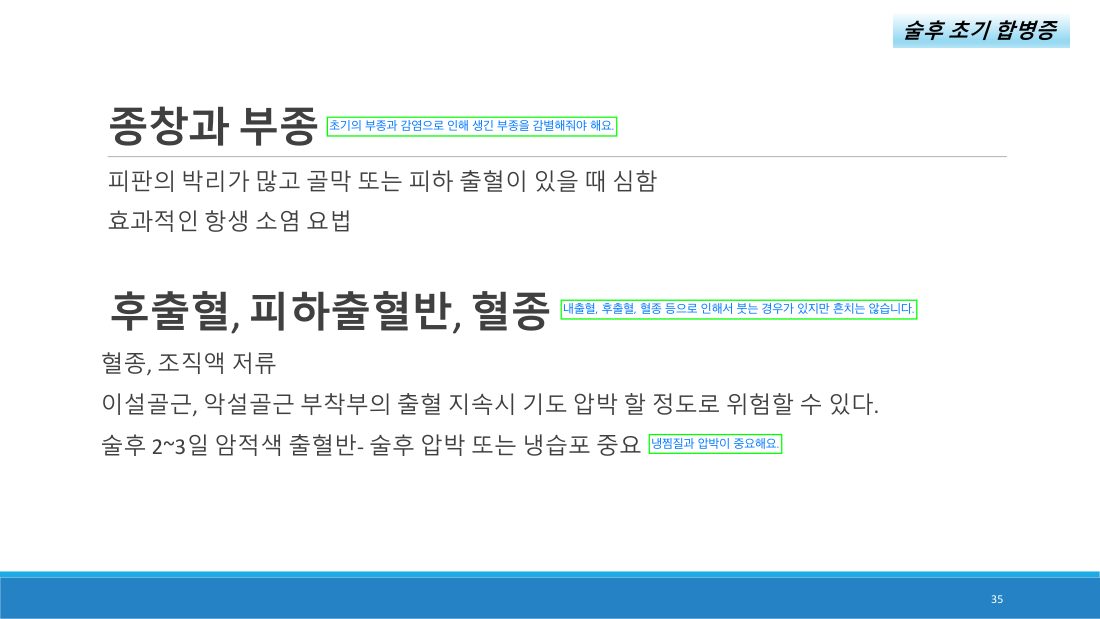 술후 초기 합병증
종창과 부종 초기의 부종과 감염으로 인해 생긴 부종을 감별해줘야 해요.
피판의 박리가 많고 골막 또는 피하 출혈이 있을 때 심함
효과적인 항생 소염 요법
후출혈, 피하출혈반, 혈종 내출혈, 후출혈, 혈종 등으로 인해서 붓는 경우가 있지만 흔치는 않습니다.
혈종, 조직액 저류
이설골근, 악설골근 부착부의 출혈 지속시 기도 압박 할 정도로 위험할 수 있다.
술후 2~3일 암적색 출혈반- 술후 압박 또는 냉습포 중요 냉찜질과 압박이 중요해요.
35